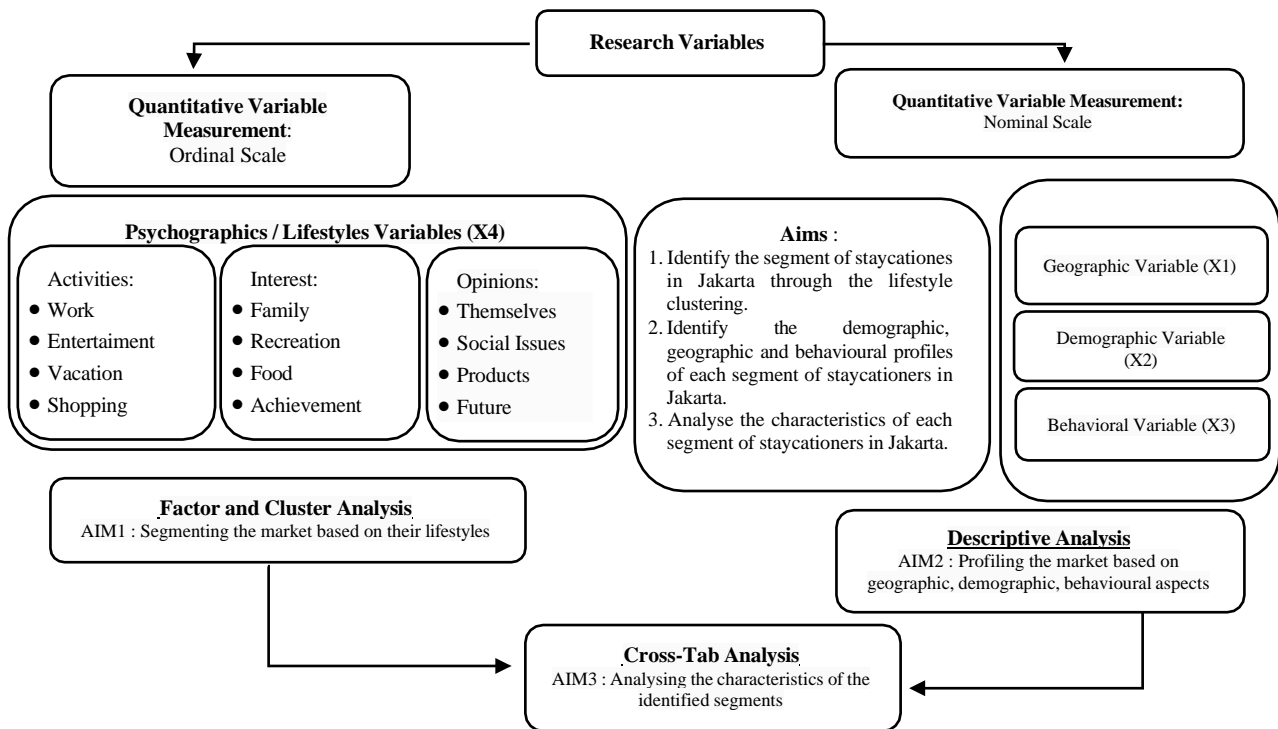 Research Variables
Quantitative Variable
Measurement:
Ordinal Scale
Quantitative Variable Measurement:
Nominal Scale
Psychographics / Lifestyles Variables (X4)
Activities:
• Work
• Entertaiment
• Vacation
• Shopping
Interest:
• Family
• Recreation
• Food
• Achievement
Opinions:
• Themselves
• Social Issues
• Products
• Future
Aims :
1. Identify the segment of staycationes
in Jakarta through the lifestyle
clustering.
2. Identify the demographic,
geographic and behavioural profiles
of each segment of staycationers in
Jakarta.
3. Analyse the characteristics of each
segment of staycationers in Jakarta.
Geographic Variable (X1)
Demographic Variable
(X2)
Behavioral Variable (X3)
Factor and Cluster Analysis
AIM1 : Segmenting the market based on their lifestyles
Descriptive Analysis
AIM2 : Profiling the market based on
geographic, demographic, behavioural aspects
Cross-Tab Analysis
AIM3 : Analysing the characteristics of the
identified segments